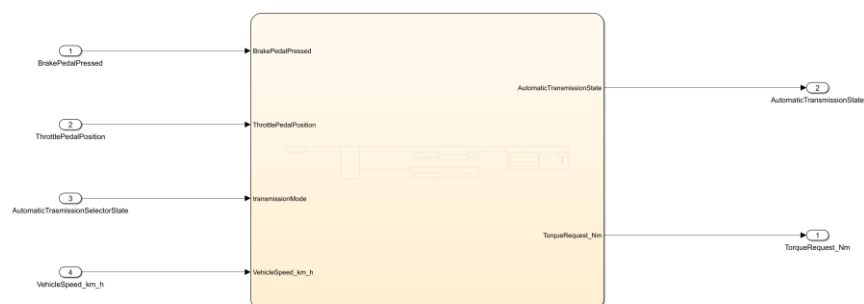 1
BrakePedalPressed
BrakePedalPressed
AutomaticTransmissionState
2
AutomaticTransmissionState
2
ThrottlePedalPosition
ThrottlePedalPosition
3
AutomaticTrasmissionSelectorState
transmissionMode
TorqueRequest_Nm
1
TorqueRequest_Nm
4
VehicleSpeed_km_h
VehicleSpeed_km_h